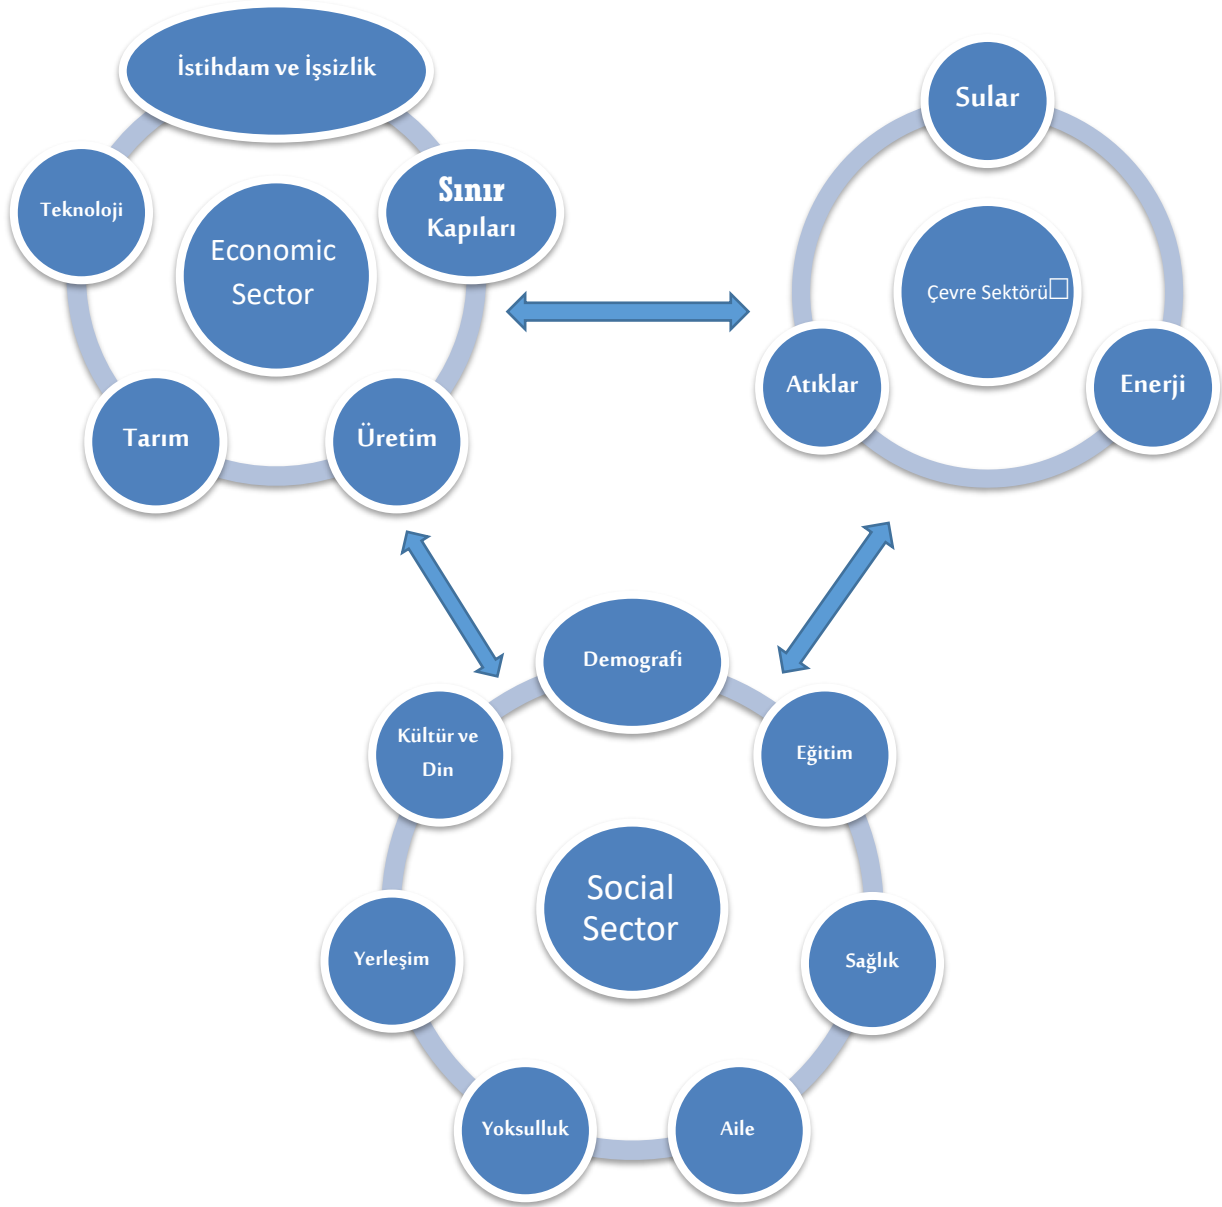 İstihdam ve İşsizlik
Teknoloji
Sınır
Kapıları
Economic
Sector
Tarım
Üretim
Sular
Çevre Sektörü□
Atıklar
Enerji
Demografi
Kültür ve
Din
Eğitim
Social
Sector
Yerleşim
Sağlık
Yoksulluk
Aile